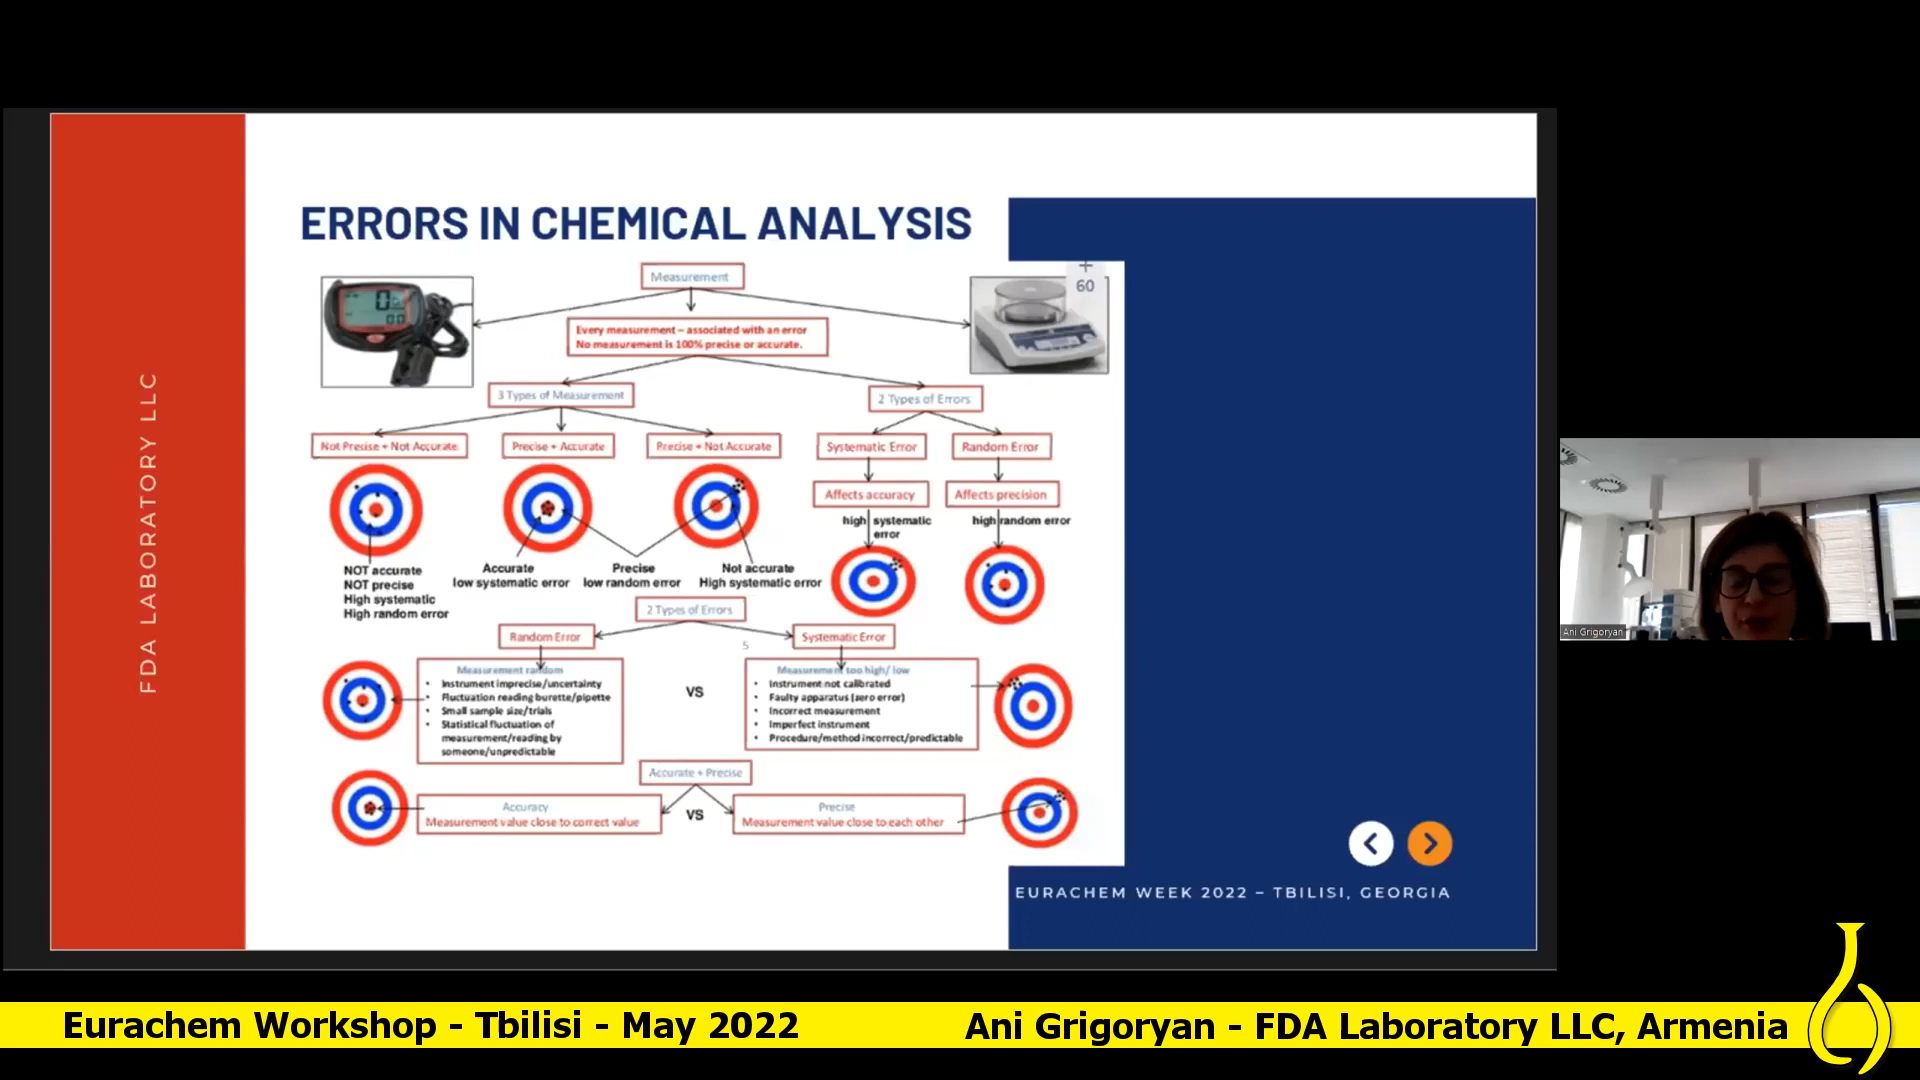 FDA LABORATORY LLC
ERRORS IN CHEMICAL ANALYSIS
Measurement
+
60
Every measurement – associated with an error
No measurement is 100% precise or accurate.
3 Types of Measurement
2 Types of Errors
Not Precise + Not Accurate
Precise + Accurate
Precise + Not Accurate
Systematic Error
Random Error
Affects accuracy
Affects precision
high systematic
error
high random error
NOT accurate
NOT precise
High systematic
High random error
Accurate
low systematic error
Precise
low random error
Not accurate
High systematic error
2 Types of Errors
Random Error
Systematic Error
5
Measurement random
• Instrument imprecise/uncertainty
• Fluctuation reading burette/pipette
• Small sample size/trials
• Statistical fluctuation of
measurement/reading by
someone/unpredictable
VS
Measurement too high/ low
• Instrument not calibrated
• Faulty apparatus (zero error)
• Incorrect measurement
• Imperfect instrument
• Procedure/method incorrect/predictable
Accurate + Precise
Accuracy
Measurement value close to correct value
VS
Precise
Measurement value close to each other
EURACHEM WEEK 2022 – TBILISI, GEORGIA
Ani Grigoryan
Eurachem Workshop - Tbilisi - May 2022
Ani Grigoryan - FDA Laboratory LLC, Armenia